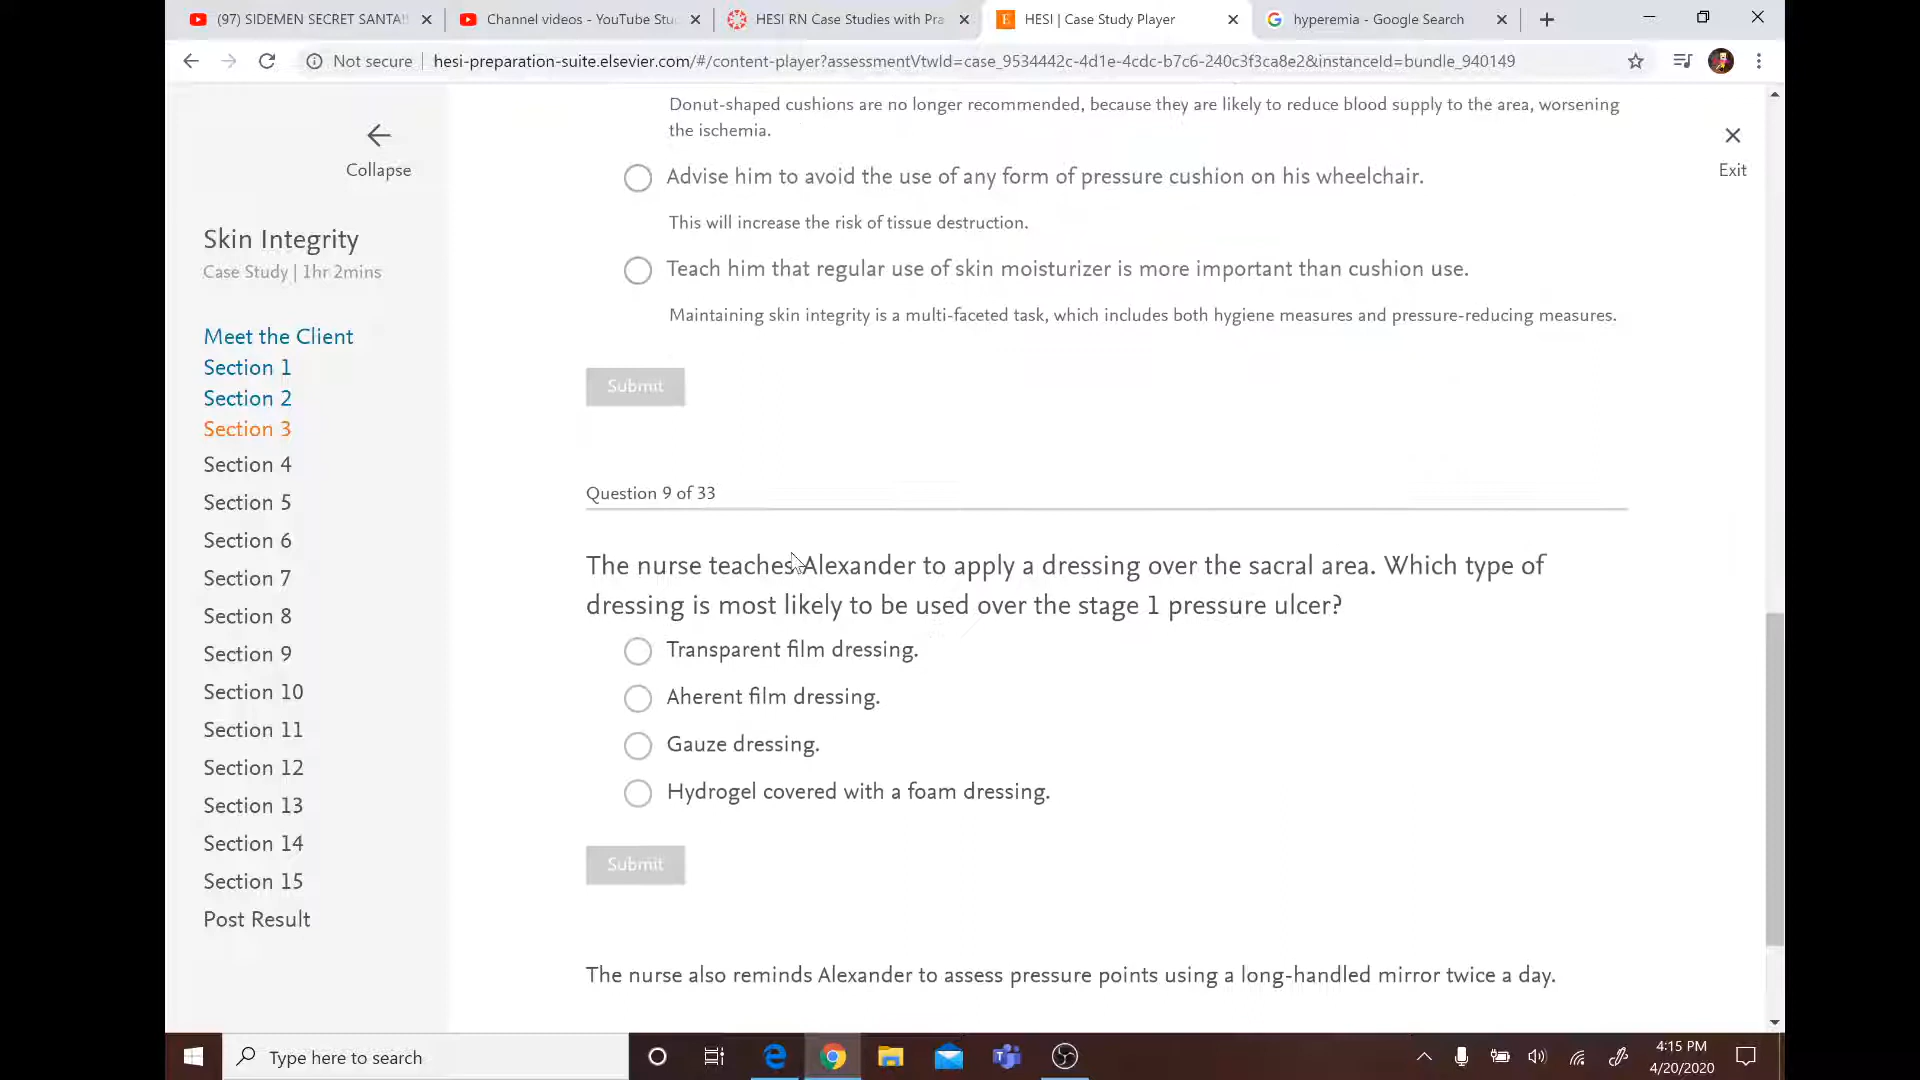 (97) SIDEMEN SECRET SANTA!!
Channel videos - YouTube Stu
HESI RN Case Studies with Pra
HESI | Case Study Player
hyperemia - Google Search
Not secure
hesi-preparation-suite.elsevier.com/#/content-player?assessmentVtwId=case_9534442c-4d1e-4cdc-b7c6-240c3f3ca8e2&instanceId=bundle_940149
Collapse
Skin Integrity
Case Study | 1hr 2mins
Meet the Client
Section 1
Section 2
Section 3
Section 4
Section 5
Section 6
Section 7
Section 8
Section 9
Section 10
Section 11
Section 12
Section 13
Section 14
Section 15
Post Result
Donut-shaped cushions are no longer recommended, because they are likely to reduce blood supply to the area, worsening
the ischemia.
Exit
Advise him to avoid the use of any form of pressure cushion on his wheelchair.
This will increase the risk of tissue destruction.
Teach him that regular use of skin moisturizer is more important than cushion use.
Maintaining skin integrity is a multi-faceted task, which includes both hygiene measures and pressure-reducing measures.
Submit
Question 9 of 33
The nurse teaches Alexander to apply a dressing over the sacral area. Which type of
dressing is most likely to be used over the stage 1 pressure ulcer?
Transparent film dressing.
Aherent film dressing.
Gauze dressing.
Hydrogel covered with a foam dressing.
Submit
The nurse also reminds Alexander to assess pressure points using a long-handled mirror twice a day.
Type here to search
4:15 PM
4/20/2020